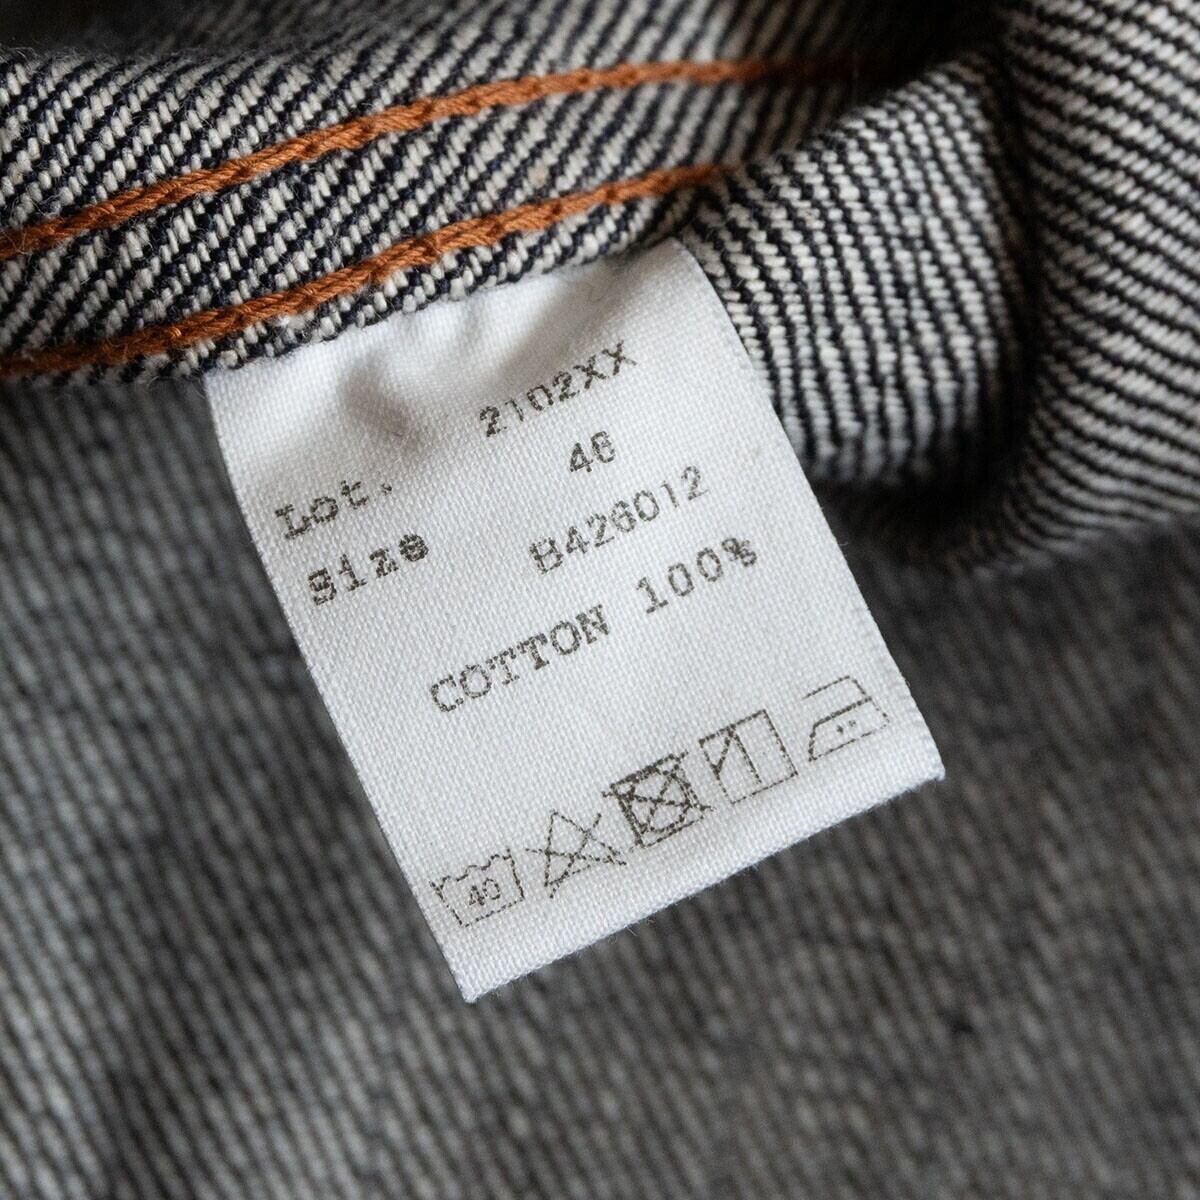 Lot. 2102XX
Size 46
B426012
COTTON 100%
40